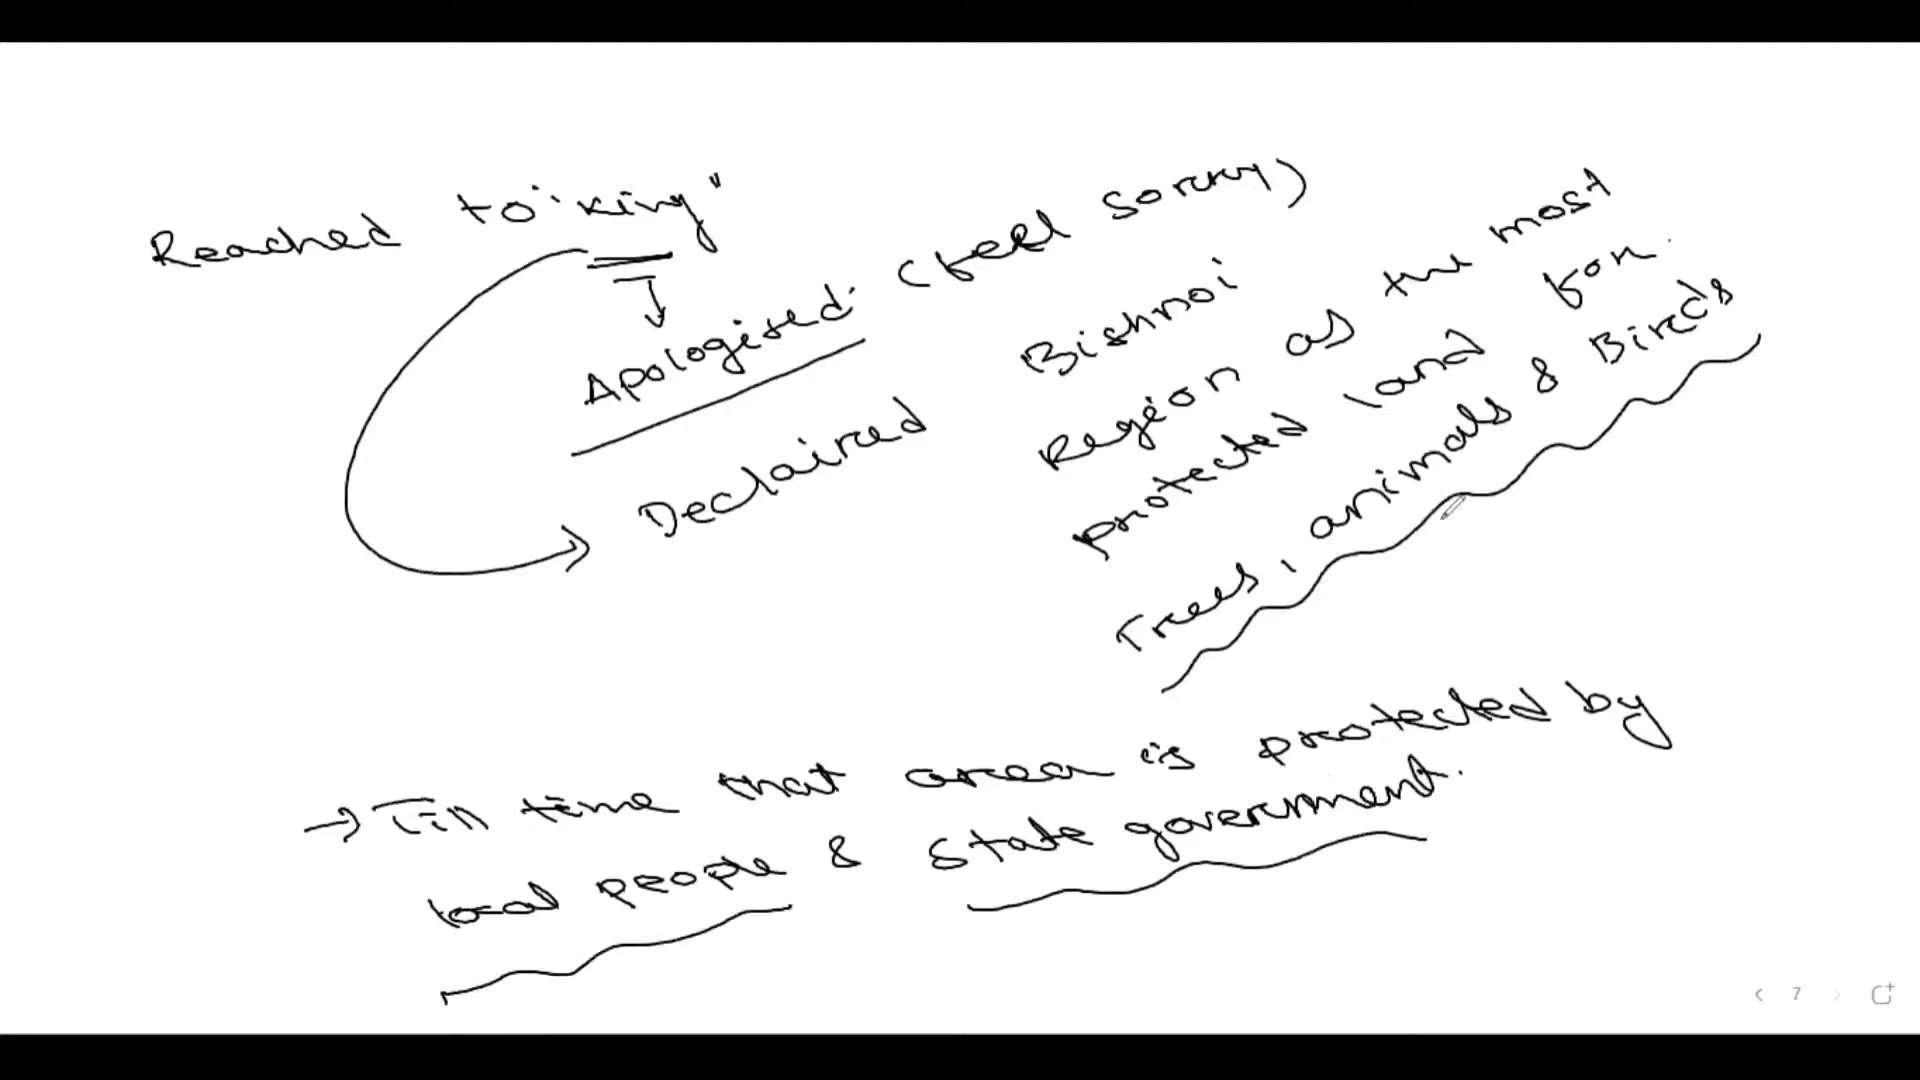 Reached to "king"
Apologised. (feel sorry)
Declaired Bishnoi
Region as the most
protected land for
Trees, animals & Birds
→ Till time that area is protected by
local people & State government.
7